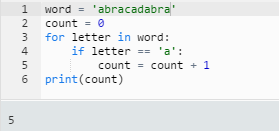 1 word = 'abracadabra'
2 count = 0
3 for letter in word:
4     if letter == 'a':
5         count = count + 1
6 print(count)
5